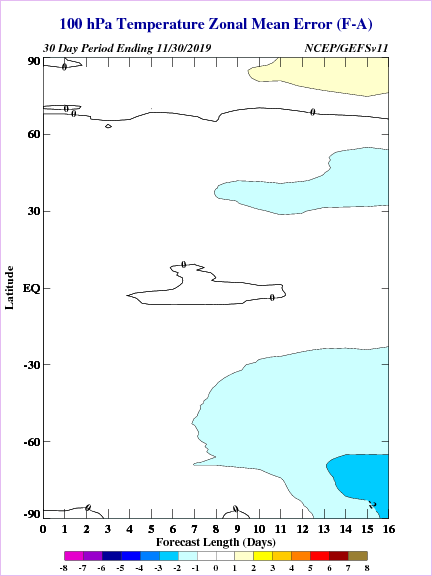 100 hPa Temperature Zonal Mean Error (F-A)
30 Day Period Ending 11/30/2019 NCEP/GEFSv11
90
60
30
EQ
-30
-60
-90
Latitude
0
0
0
0
0
0
0
0
-2
0 1 2 3 4 5 6 7 8 9 10 11 12 13 14 15 16
Forecast Length (Days)
-8 -7 -6 -5 -4 -3 -2 -1 0 1 2 3 4 5 6 7 8